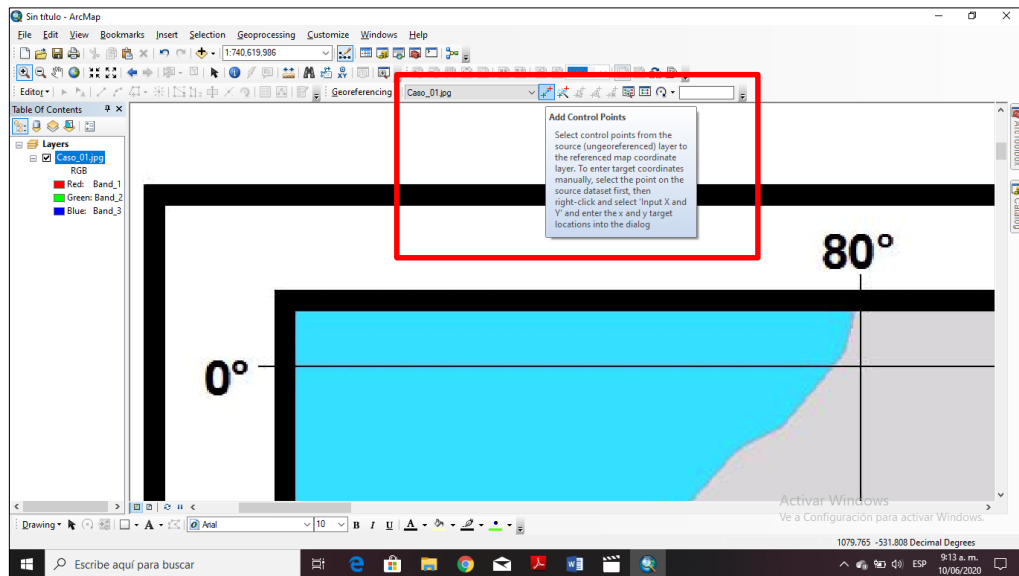 Sin título - ArcMap
File Edit View Bookmarks Insert Selection Geoprocessing Customize Windows Help
1:740,619,986
Editor Georeferencing Caso_01.jpg
Table Of Contents
Add Control Points
Select control points from the
source (ungeoreferenced) layer to
the referenced map coordinate
layer. To enter target coordinates
manually, select the point on the
source dataset first, then
right-click and select 'Input X and
Y' and enter the x and y target
locations into the dialog
Layers
Caso_01.jpg
RGB
Red: Band_1
Green: Band_2
Blue: Band_3
ArcToolbox
Catalog
80°
0°
Activar Windows
Ve a Configuración para activar Windows.
Drawing A Arial 10 B I U A
1079.765 -531.808 Decimal Degrees
Escribe aquí para buscar
ESP
9:13 a. m.
10/06/2020